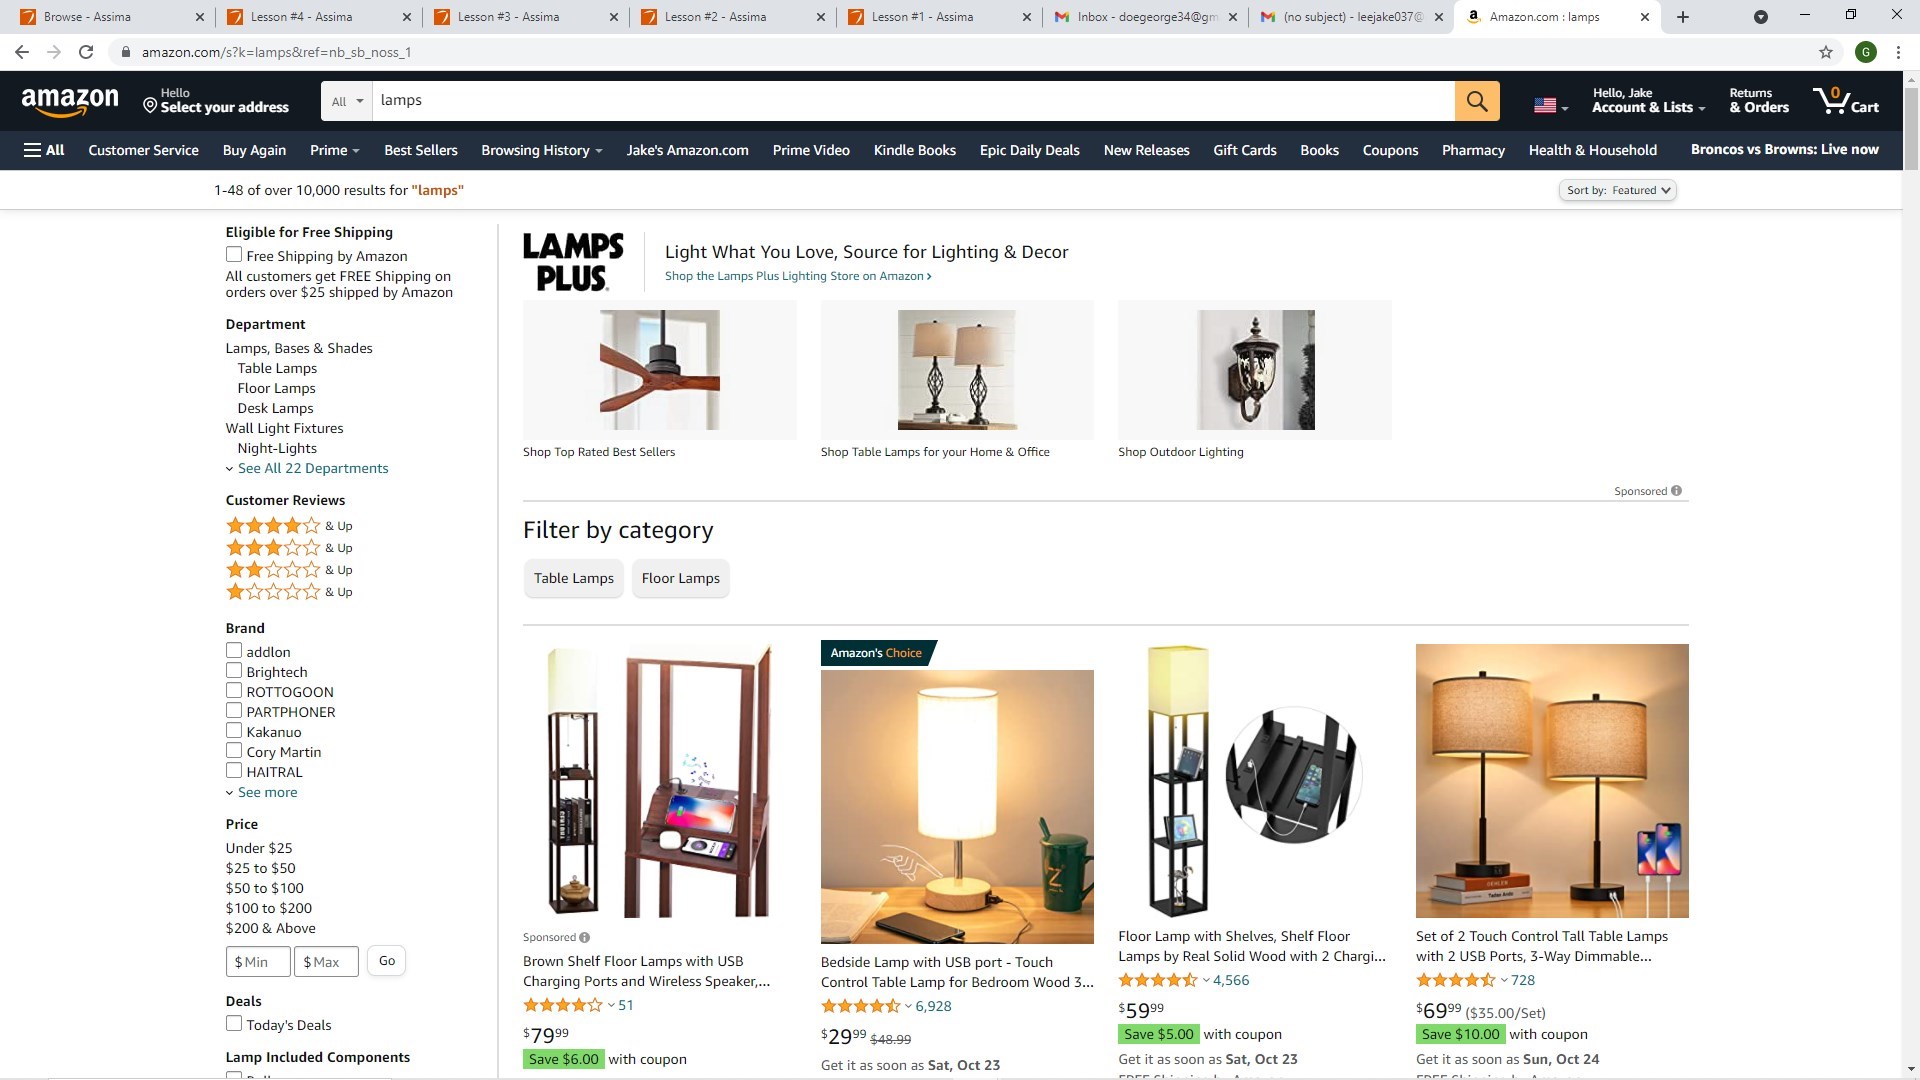 Browse - Assima
Lesson #4 - Assima
Lesson #3 - Assima
Lesson #2 - Assima
Lesson #1 - Assima
Inbox - doegeorge34@gm
(no subject) - leejake037@
Amazon.com : lamps
amazon.com/s?k=lamps&ref=nb_sb_noss_1
G
amazon
Hello
Select your address
All
lamps
Hello, Jake
Account & Lists
Returns
& Orders
0
Cart
All
Customer Service
Buy Again
Prime
Best Sellers
Browsing History
Jake's Amazon.com
Prime Video
Kindle Books
Epic Daily Deals
New Releases
Gift Cards
Books
Coupons
Pharmacy
Health & Household
Broncos vs Browns: Live now
1-48 of over 10,000 results for "lamps"
Sort by: Featured
Eligible for Free Shipping
Free Shipping by Amazon
All customers get FREE Shipping on
orders over $25 shipped by Amazon
Department
Lamps, Bases & Shades
Table Lamps
Floor Lamps
Desk Lamps
Wall Light Fixtures
Night-Lights
See All 22 Departments
Customer Reviews
& Up
& Up
& Up
& Up
Brand
addlon
Brightech
ROTTOGOON
PARTPHONER
Kakanuo
Cory Martin
HAITRAL
See more
Price
Under $25
$25 to $50
$50 to $100
$100 to $200
$200 & Above
$ Min
$ Max
Go
Deals
Today's Deals
Lamp Included Components
LAMPS
PLUS
Light What You Love, Source for Lighting & Decor
Shop the Lamps Plus Lighting Store on Amazon ›
Shop Top Rated Best Sellers
Shop Table Lamps for your Home & Office
Shop Outdoor Lighting
Sponsored
Filter by category
Table Lamps
Floor Lamps
Sponsored
Brown Shelf Floor Lamps with USB
Charging Ports and Wireless Speaker,...
51
$79.99
Save $6.00 with coupon
Amazon's Choice
Z
Bedside Lamp with USB port - Touch
Control Table Lamp for Bedroom Wood 3...
6,928
$29.99 $48.99
Get it as soon as Sat, Oct 23
Floor Lamp with Shelves, Shelf Floor
Lamps by Real Solid Wood with 2 Chargi...
4,566
$59.99
Save $5.00 with coupon
Get it as soon as Sat, Oct 23
Set of 2 Touch Control Tall Table Lamps
with 2 USB Ports, 3-Way Dimmable...
728
$69.99 ($35.00/Set)
Save $10.00 with coupon
Get it as soon as Sun, Oct 24